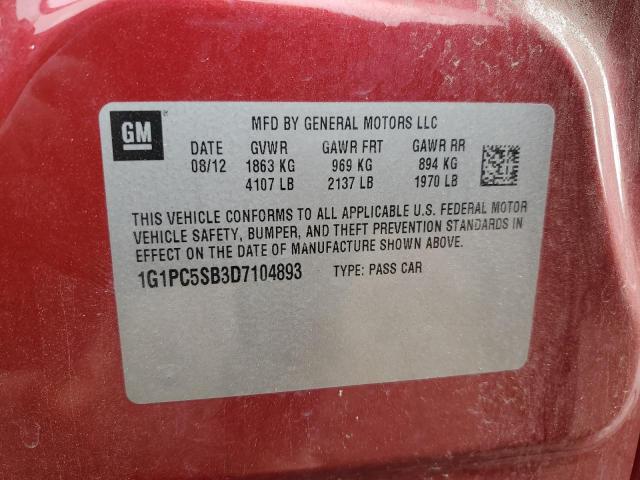 GM
MFD BY GENERAL MOTORS LLC
DATE GVWR GAWR FRT GAWR RR
08/12 1863 KG 969 KG 894 KG
4107 LB 2137 LB 1970 LB
THIS VEHICLE CONFORMS TO ALL APPLICABLE U.S. FEDERAL MOTOR
VEHICLE SAFETY, BUMPER, AND THEFT PREVENTION STANDARDS IN
EFFECT ON THE DATE OF MANUFACTURE SHOWN ABOVE.
1G1PC5SB3D7104893 TYPE: PASS CAR